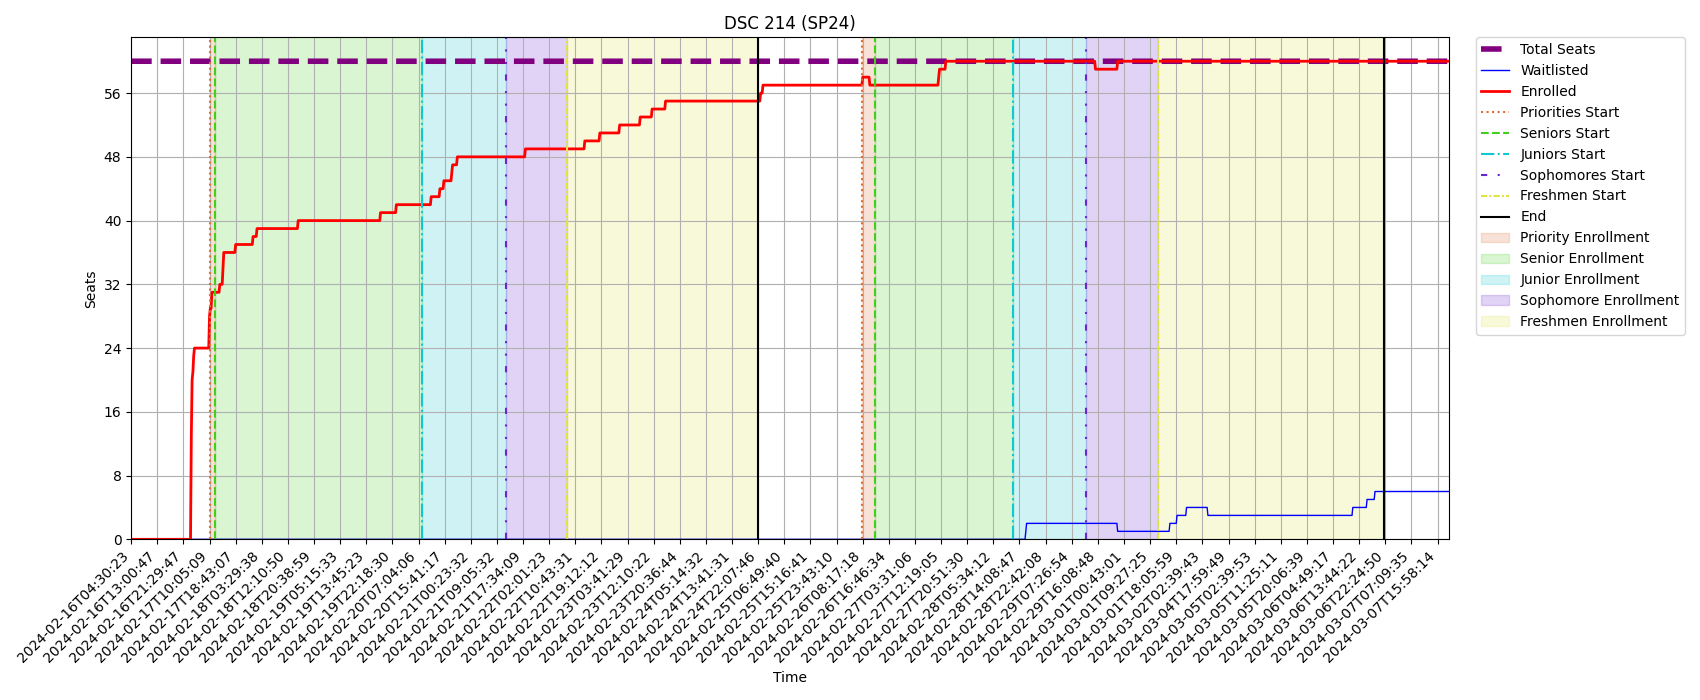 DSC 214 (SP24)
Seats
56
48
40
32
24
16
8
0
2024-02-16T04:30:23
2024-02-16T13:00:47
2024-02-16T21:29:47
2024-02-17T10:05:09
2024-02-17T18:43:07
2024-02-18T03:29:38
2024-02-18T12:10:50
2024-02-18T20:38:59
2024-02-19T05:15:33
2024-02-19T13:45:23
2024-02-19T22:18:30
2024-02-20T07:04:06
2024-02-20T15:41:17
2024-02-21T00:23:32
2024-02-21T09:05:32
2024-02-21T17:34:09
2024-02-22T02:01:23
2024-02-22T10:43:31
2024-02-22T19:12:12
2024-02-23T03:41:29
2024-02-23T12:10:22
2024-02-23T20:36:44
2024-02-24T05:14:32
2024-02-24T13:41:31
2024-02-24T22:07:46
2024-02-25T06:49:40
2024-02-25T15:16:41
2024-02-25T23:43:10
2024-02-26T08:17:18
2024-02-26T16:46:34
2024-02-27T03:31:06
2024-02-27T12:19:05
2024-02-27T20:51:30
2024-02-28T05:34:12
2024-02-28T14:08:47
2024-02-28T22:42:08
2024-02-29T07:26:54
2024-02-29T16:08:48
2024-03-01T00:43:01
2024-03-01T09:27:25
2024-03-01T18:05:59
2024-03-02T02:39:43
2024-03-04T17:59:49
2024-03-05T02:39:53
2024-03-05T11:25:11
2024-03-05T20:06:39
2024-03-06T04:49:17
2024-03-06T13:44:22
2024-03-06T22:24:50
2024-03-07T07:09:35
2024-03-07T15:58:14
Time
Total Seats
Waitlisted
Enrolled
Priorities Start
Seniors Start
Juniors Start
Sophomores Start
Freshmen Start
End
Priority Enrollment
Senior Enrollment
Junior Enrollment
Sophomore Enrollment
Freshmen Enrollment